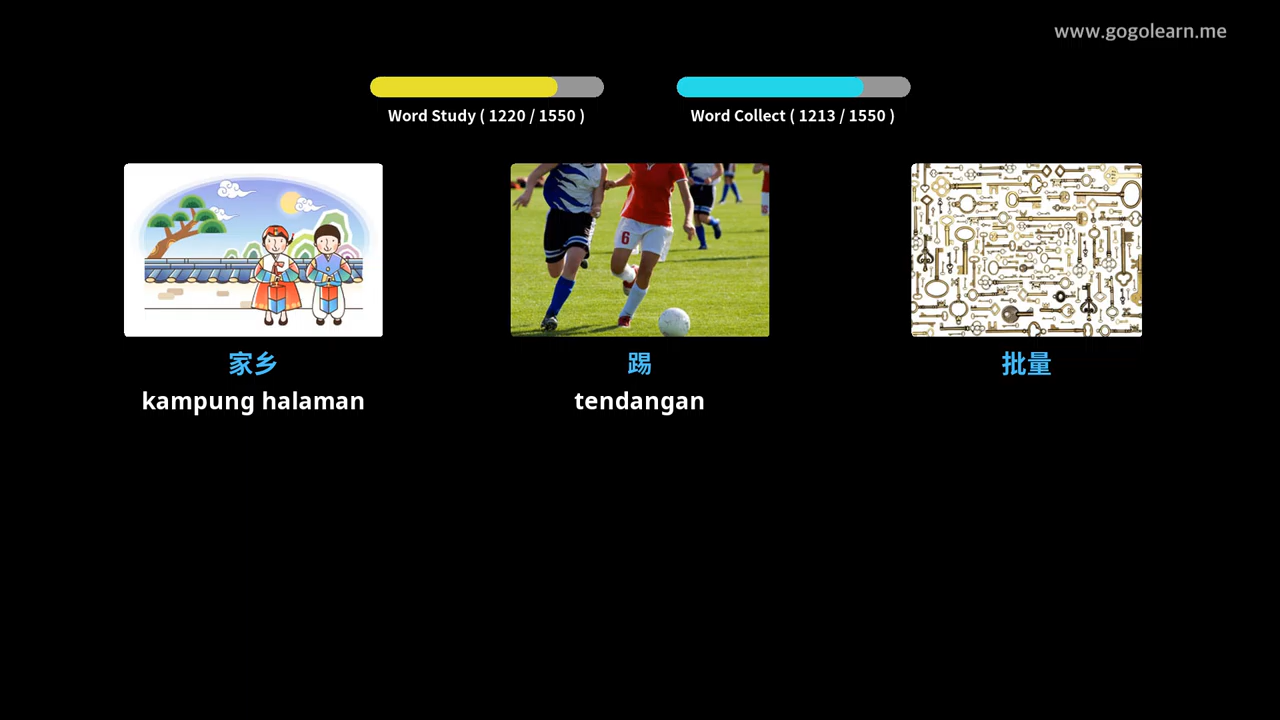 www.gogolearn.me
Word Study ( 1220 / 1550 )
Word Collect ( 1213 / 1550 )
家乡
kampung halaman
踢
tendangan
批量